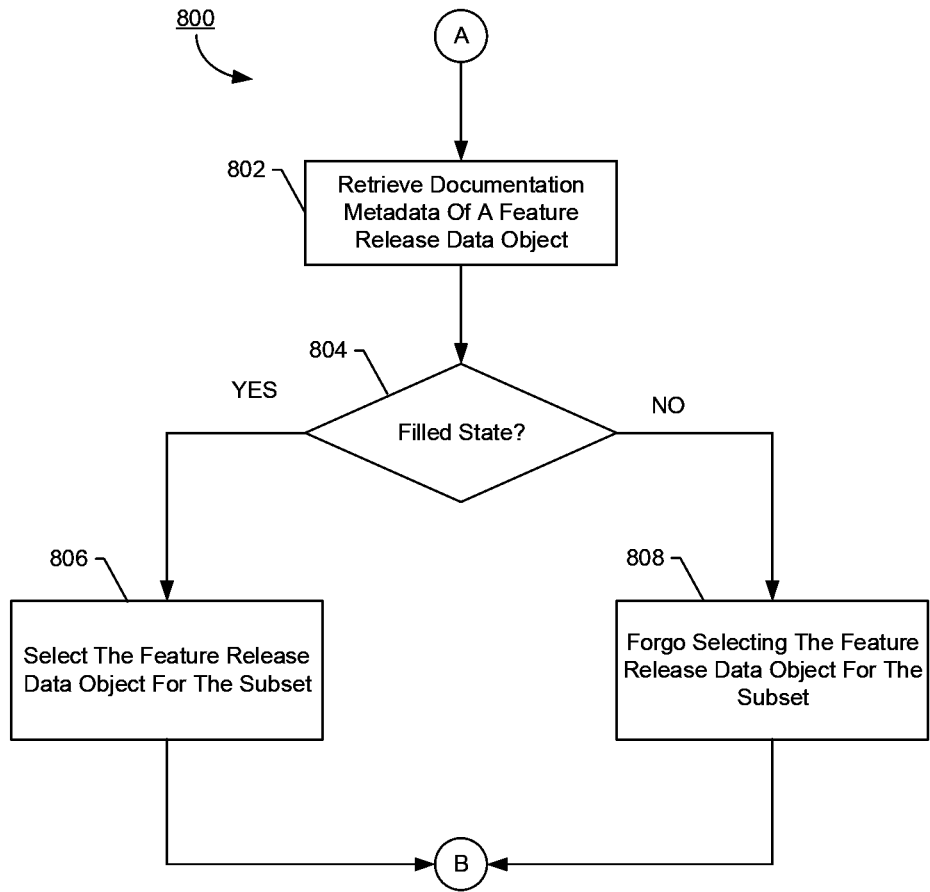 800
A
802
Retrieve Documentation
Metadata Of A Feature
Release Data Object
804
YES
NO
Filled State?
806
808
Select The Feature Release
Data Object For The Subset
Forgo Selecting The Feature
Release Data Object For The
Subset
B